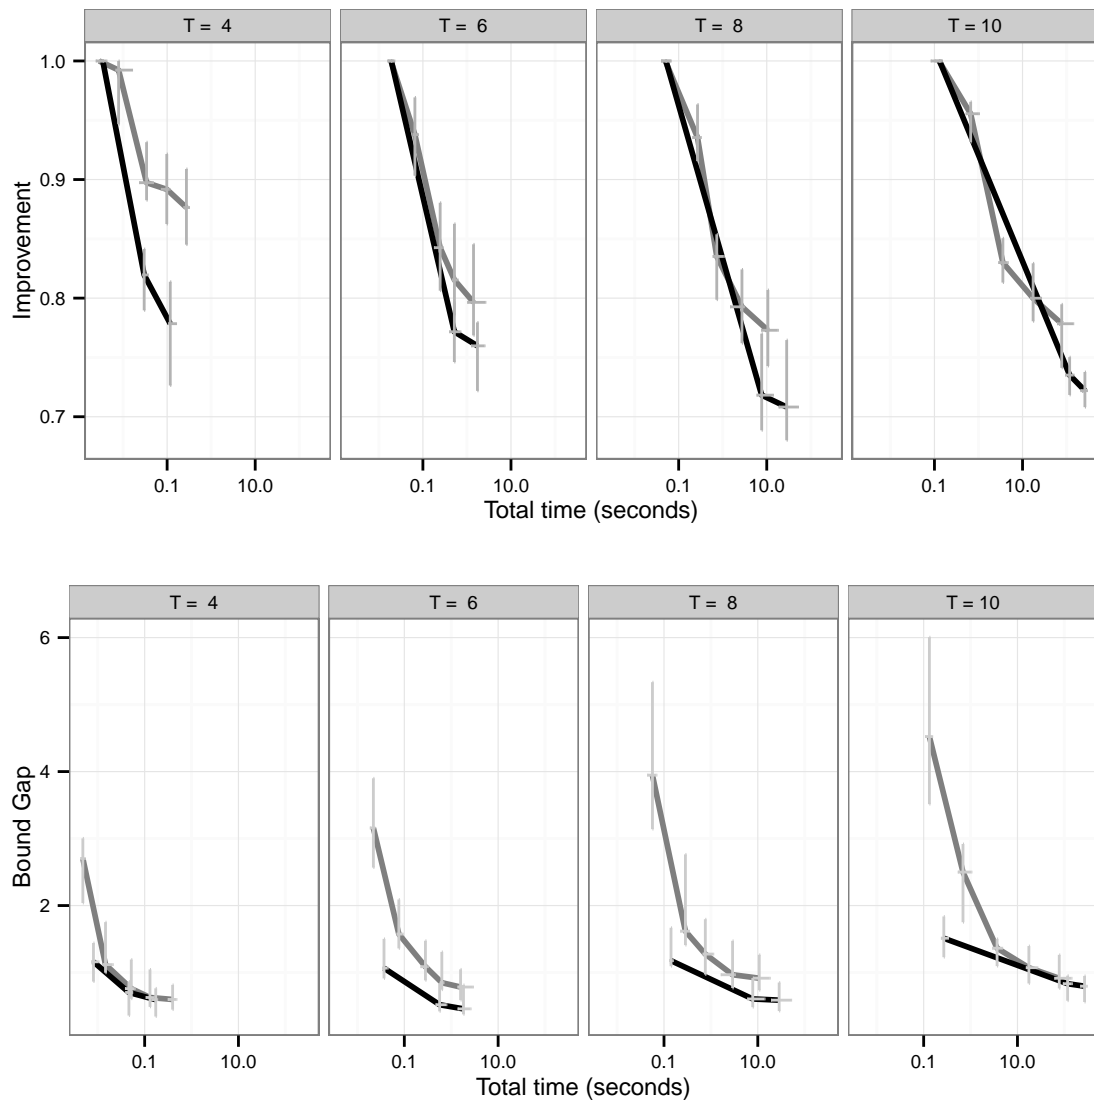 T = 4 T = 6 T = 8 T = 10
1.0
0.9
0.8
0.7
Improvement
0.1 10.0 0.1 10.0 0.1 10.0 0.1 10.0
Total time (seconds)
T = 4 T = 6 T = 8 T = 10
6
4
2
Bound Gap
0.1 10.0 0.1 10.0 0.1 10.0 0.1 10.0
Total time (seconds)